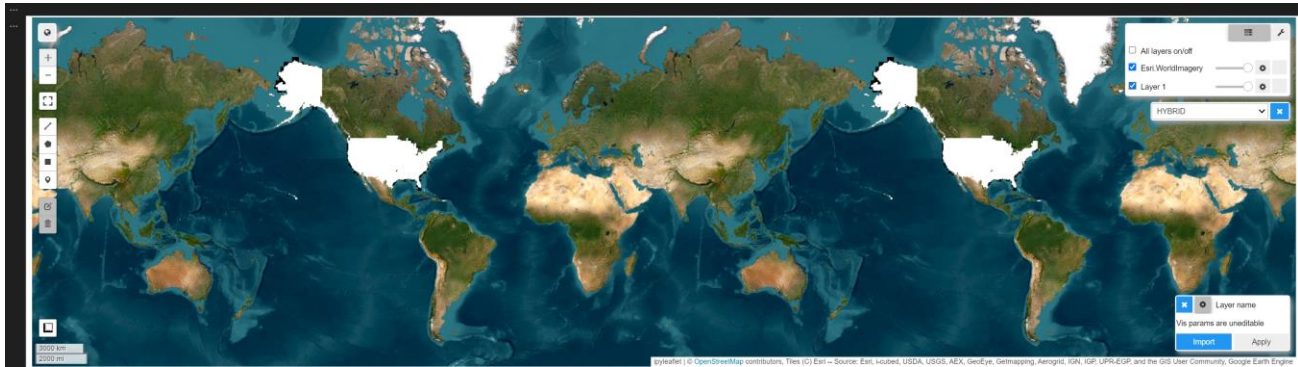 ...
...
All layers on/off
Esri.WorldImagery
Layer 1
HYBRID
Layer name
Vis params are uneditable
Import Apply
3000 km
2000 mi
ipyleaflet | © OpenStreetMap contributors, Tiles (C) Esri -- Source: Esri, i-cubed, USDA, USGS, AEX, GeoEye, Getmapping, Aerogrid, IGN, IGP, UPR-EGP, and the GIS User Community, Google Earth Engine